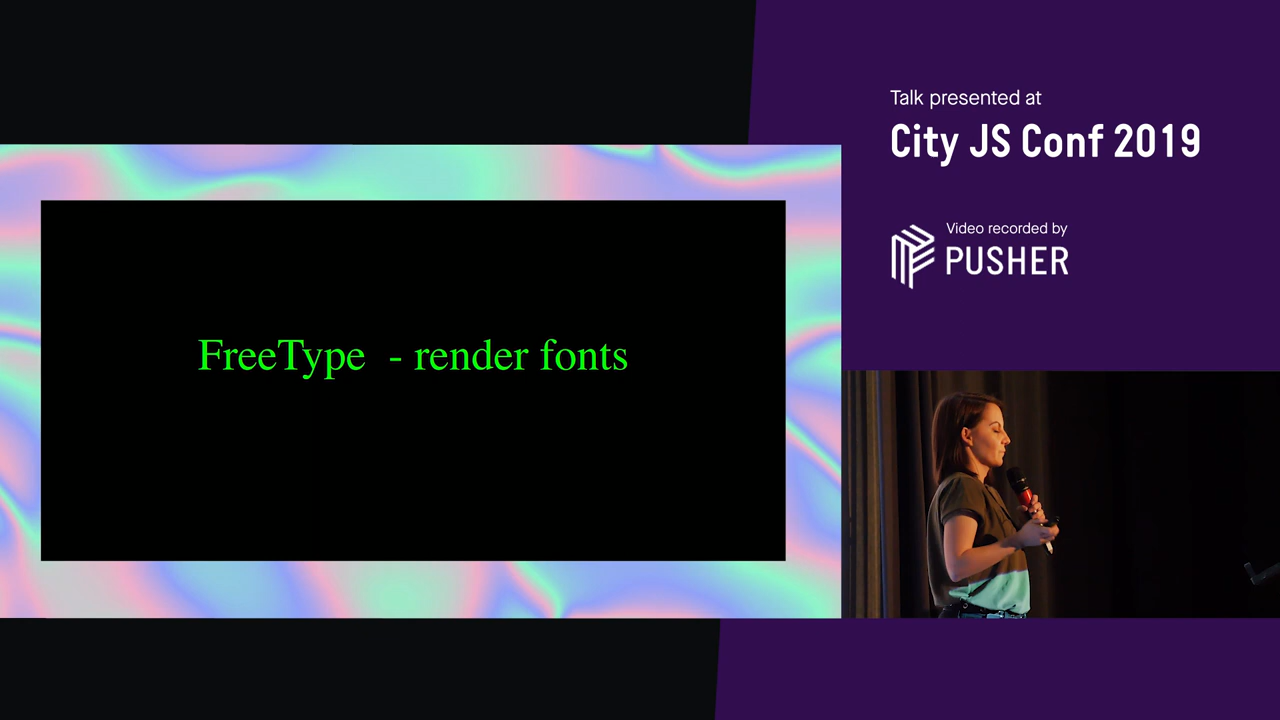 FreeType - render fonts
Talk presented at
City JS Conf 2019
Video recorded by
PUSHER